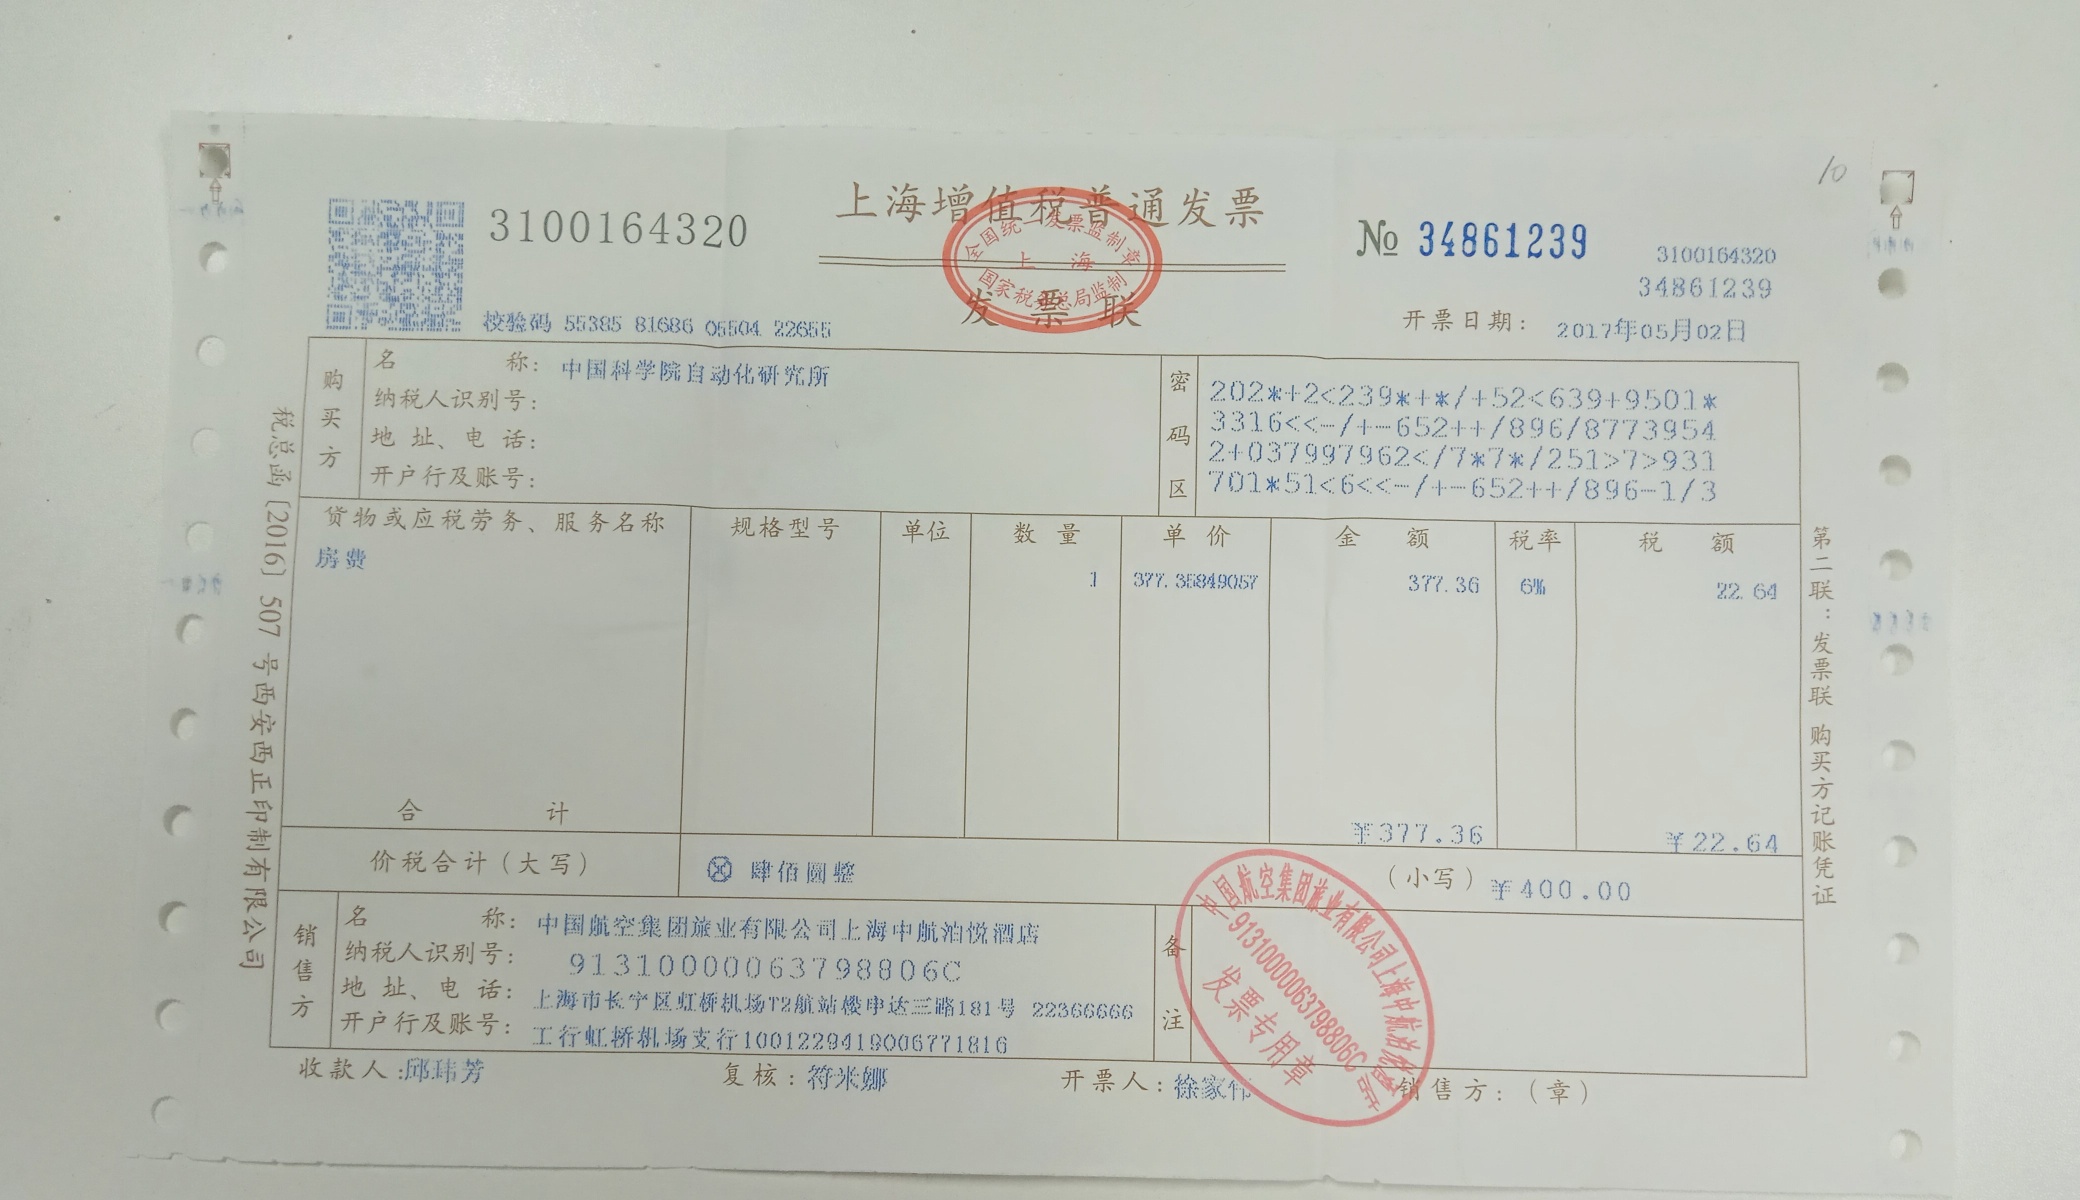 10
上海增值税普通发票
3100164320
№ 34861239
3100164320
34861239
全国统一发票监制章
上海
国家税务总局监制
发票联
校验码 55385 81686 05504 22655
开票日期： 2017年05月02日
购买方
名称： 中国科学院自动化研究所
纳税人识别号：
地址、电话：
开户行及账号：
密码区
202*+2<239*+*/+52<639+9501*
3316<<-/+-652++/896/8773954
2+037997962</7*7*/251>7>931
701*51<6<<-/+-652++/896-1/3
货物或应税劳务、服务名称 规格型号 单位 数量 单价 金额 税率 税额
房费 1 377.35849057 377.36 6% 22.64
合计 ¥377.36 ¥22.64
价税合计（大写） ⊗ 肆佰圆整 （小写） ¥400.00
销售方
名称： 中国航空集团旅业有限公司上海中航泊悦酒店
纳税人识别号： 91310000063798806C
地址、电话： 上海市长宁区虹桥机场T2航站楼申达三路181号 22366666
开户行及账号： 工行虹桥机场支行1001229419006771816
备注
中国航空集团旅业有限公司上海中航泊悦酒店
91310000063798806C
发票专用章
收款人：邱玮芳 复核：符米娜 开票人：徐家伟 销售方：（章）
税总函〔2016〕507号西安西正印制有限公司
第二联：发票联 购买方记账凭证